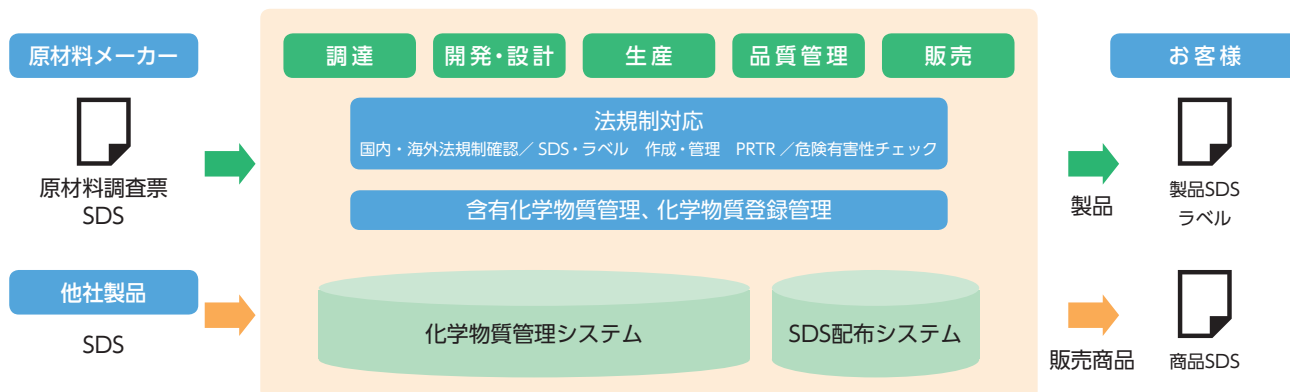 原材料メーカー
原材料調査票
SDS
他社製品
SDS
調達
開発・設計
生産
品質管理
販売
法規制対応
国内・海外法規制確認／SDS・ラベル 作成・管理 PRTR／危険有害性チェック
含有化学物質管理、化学物質登録管理
化学物質管理システム
SDS配布システム
製品
販売商品
お客様
製品SDS
ラベル
商品SDS